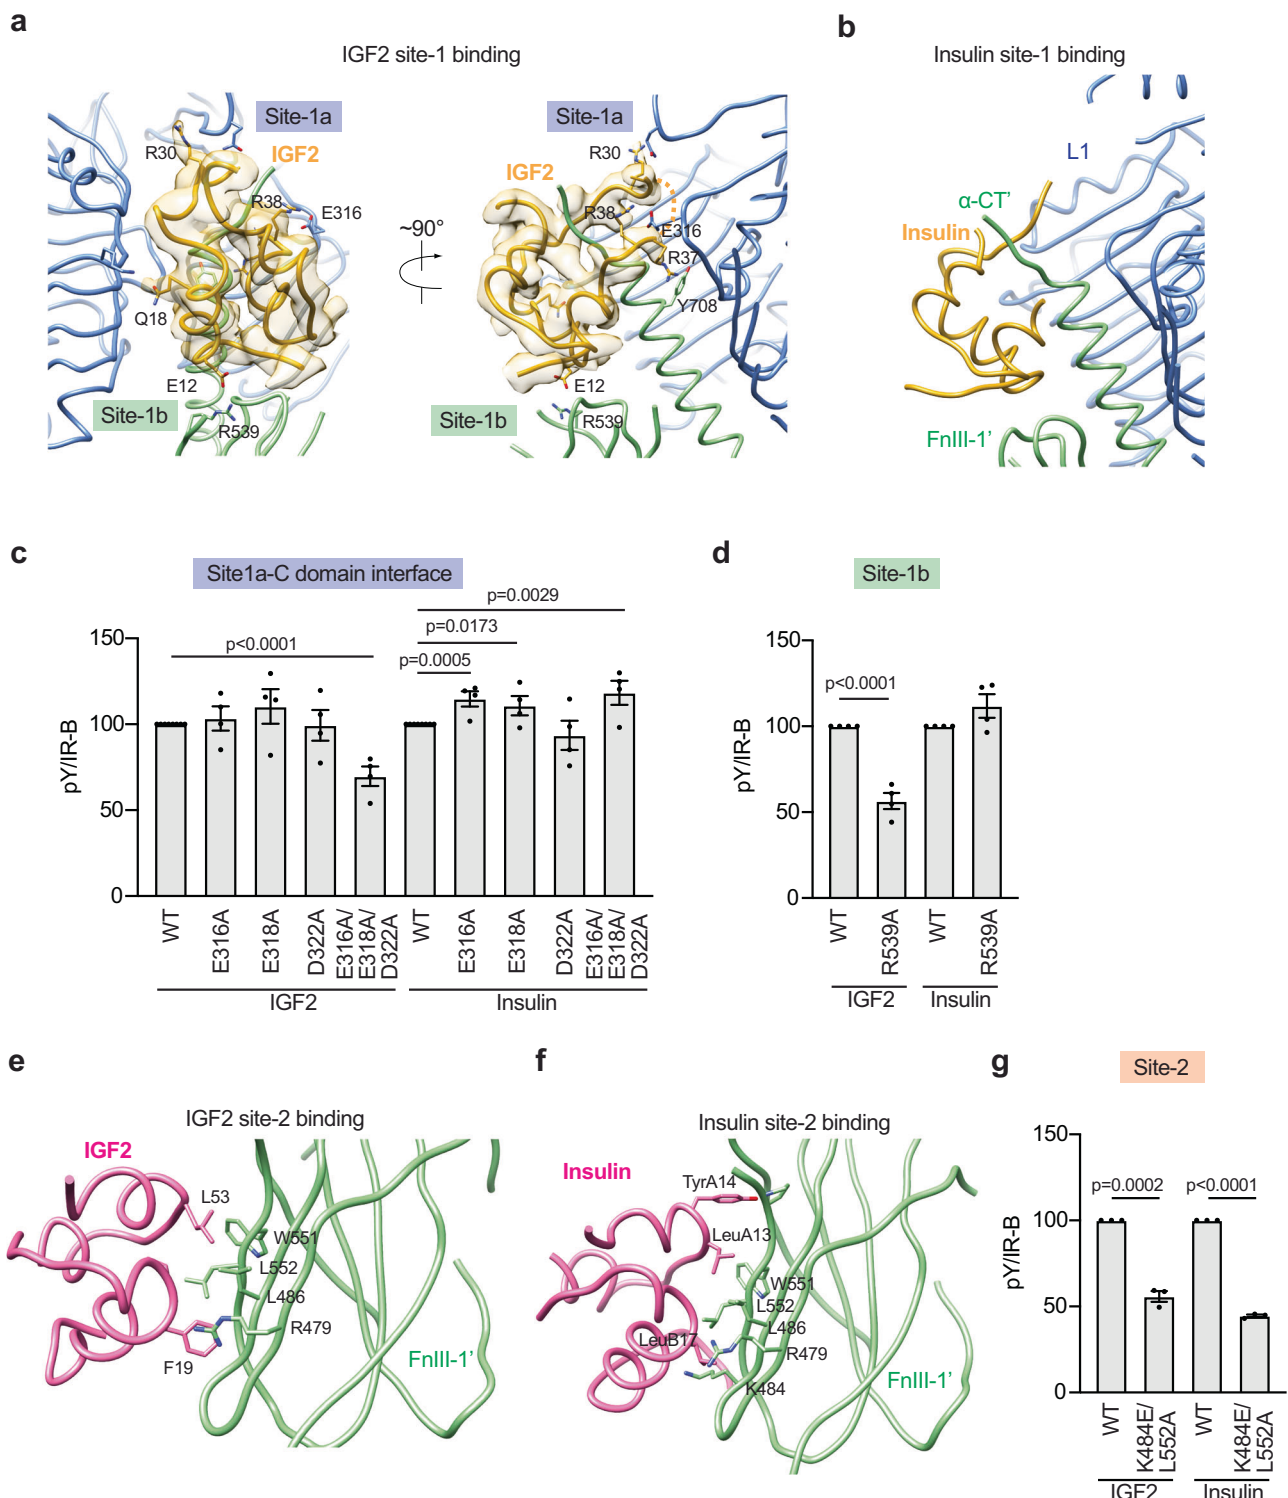 a
IGF2 site-1 binding
Site-1a
IGF2
R30
R38
E316
Q18
E12
Site-1b
R539
~90°
Site-1a
R30
IGF2
R38
E316
R37
Y708
E12
Site-1b
R539
b
Insulin site-1 binding
L1
α-CT’
Insulin
FnIII-1’
c
Site1a-C domain interface
pY/IR-B
150
100
50
0
p<0.0001
p=0.0029
p=0.0173
p=0.0005
WT
E316A
E318A
D322A
E316A/
E318A/
D322A
WT
E316A
E318A
D322A
E316A/
E318A/
D322A
IGF2
Insulin
d
Site-1b
pY/IR-B
150
100
50
0
p<0.0001
WT
R539A
WT
R539A
IGF2
Insulin
e
IGF2 site-2 binding
IGF2
L53
W551
L552
L486
R479
F19
FnIII-1’
f
Insulin site-2 binding
Insulin
TyrA14
LeuA13
W551
L552
L486
LeuB17
R479
K484
FnIII-1’
g
Site-2
pY/IR-B
150
100
50
0
p=0.0002
p<0.0001
WT
K484E/
L552A
WT
K484E/
L552A
IGF2
Insulin